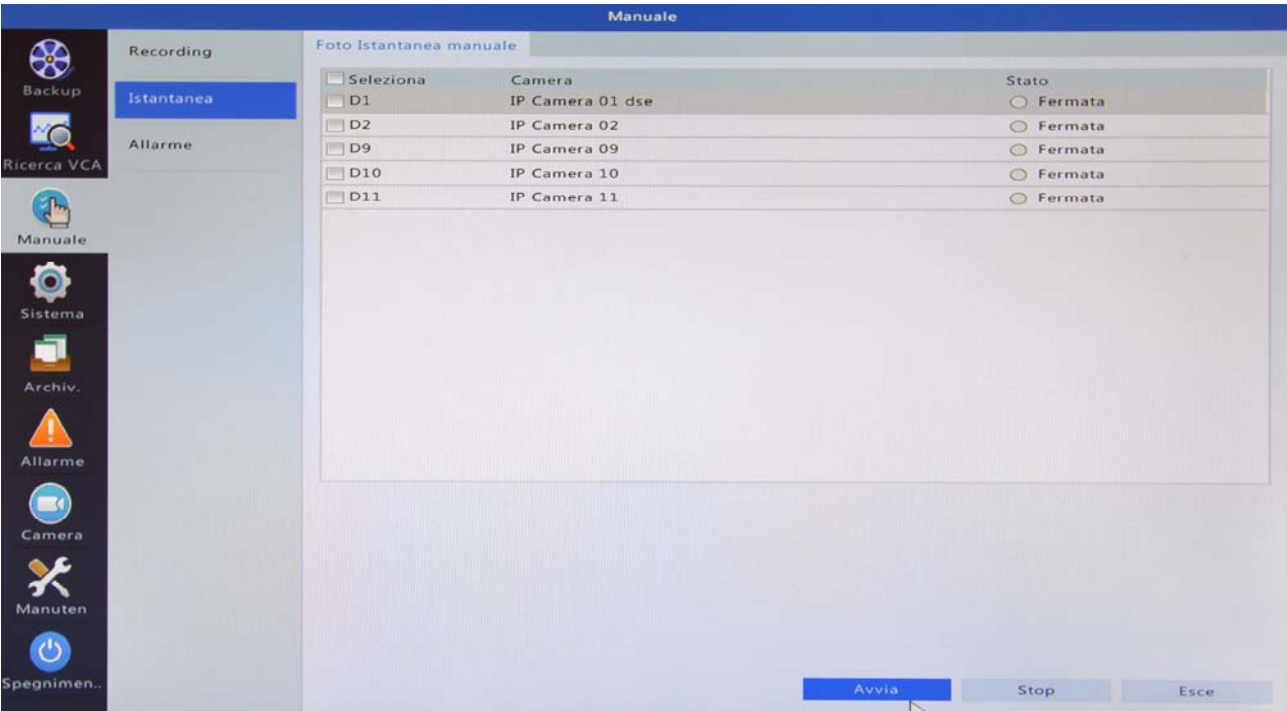 Manuale
Backup
Ricerca VCA
Manuale
Sistema
Archiv.
Allarme
Camera
Manuten
Spegnimen..
Recording
Istantanea
Allarme
Foto Istantanea manuale
Seleziona Camera Stato
D1 IP Camera 01 dse Fermata
D2 IP Camera 02 Fermata
D9 IP Camera 09 Fermata
D10 IP Camera 10 Fermata
D11 IP Camera 11 Fermata
Avvia Stop Esce